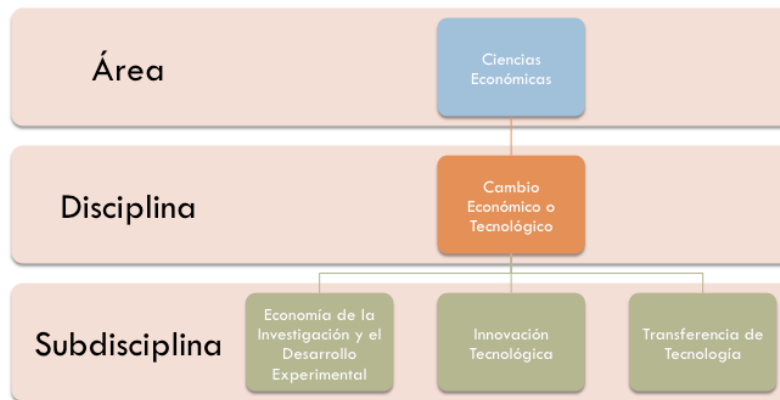 Área
Ciencias
Económicas
Disciplina
Cambio
Económico o
Tecnológico
Subdisciplina
Economía de la
Investigación y el
Desarrollo
Experimental
Innovación
Tecnológica
Transferencia de
Tecnología